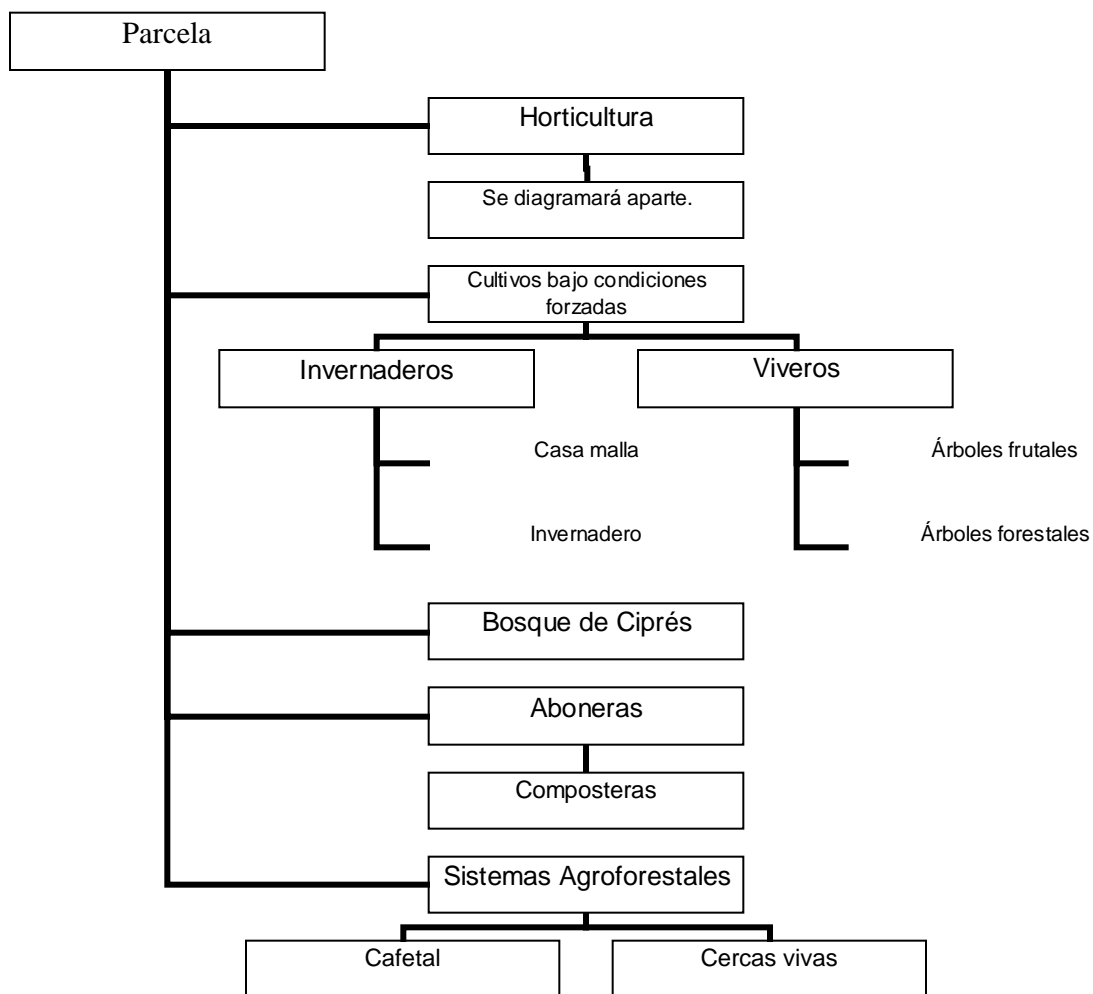 Parcela
Horticultura
Se diagramará aparte.
Cultivos bajo condiciones
forzadas
Invernaderos
Viveros
Casa malla
Árboles frutales
Invernadero
Árboles forestales
Bosque de Ciprés
Aboneras
Composteras
Sistemas Agroforestales
Cafetal
Cercas vivas